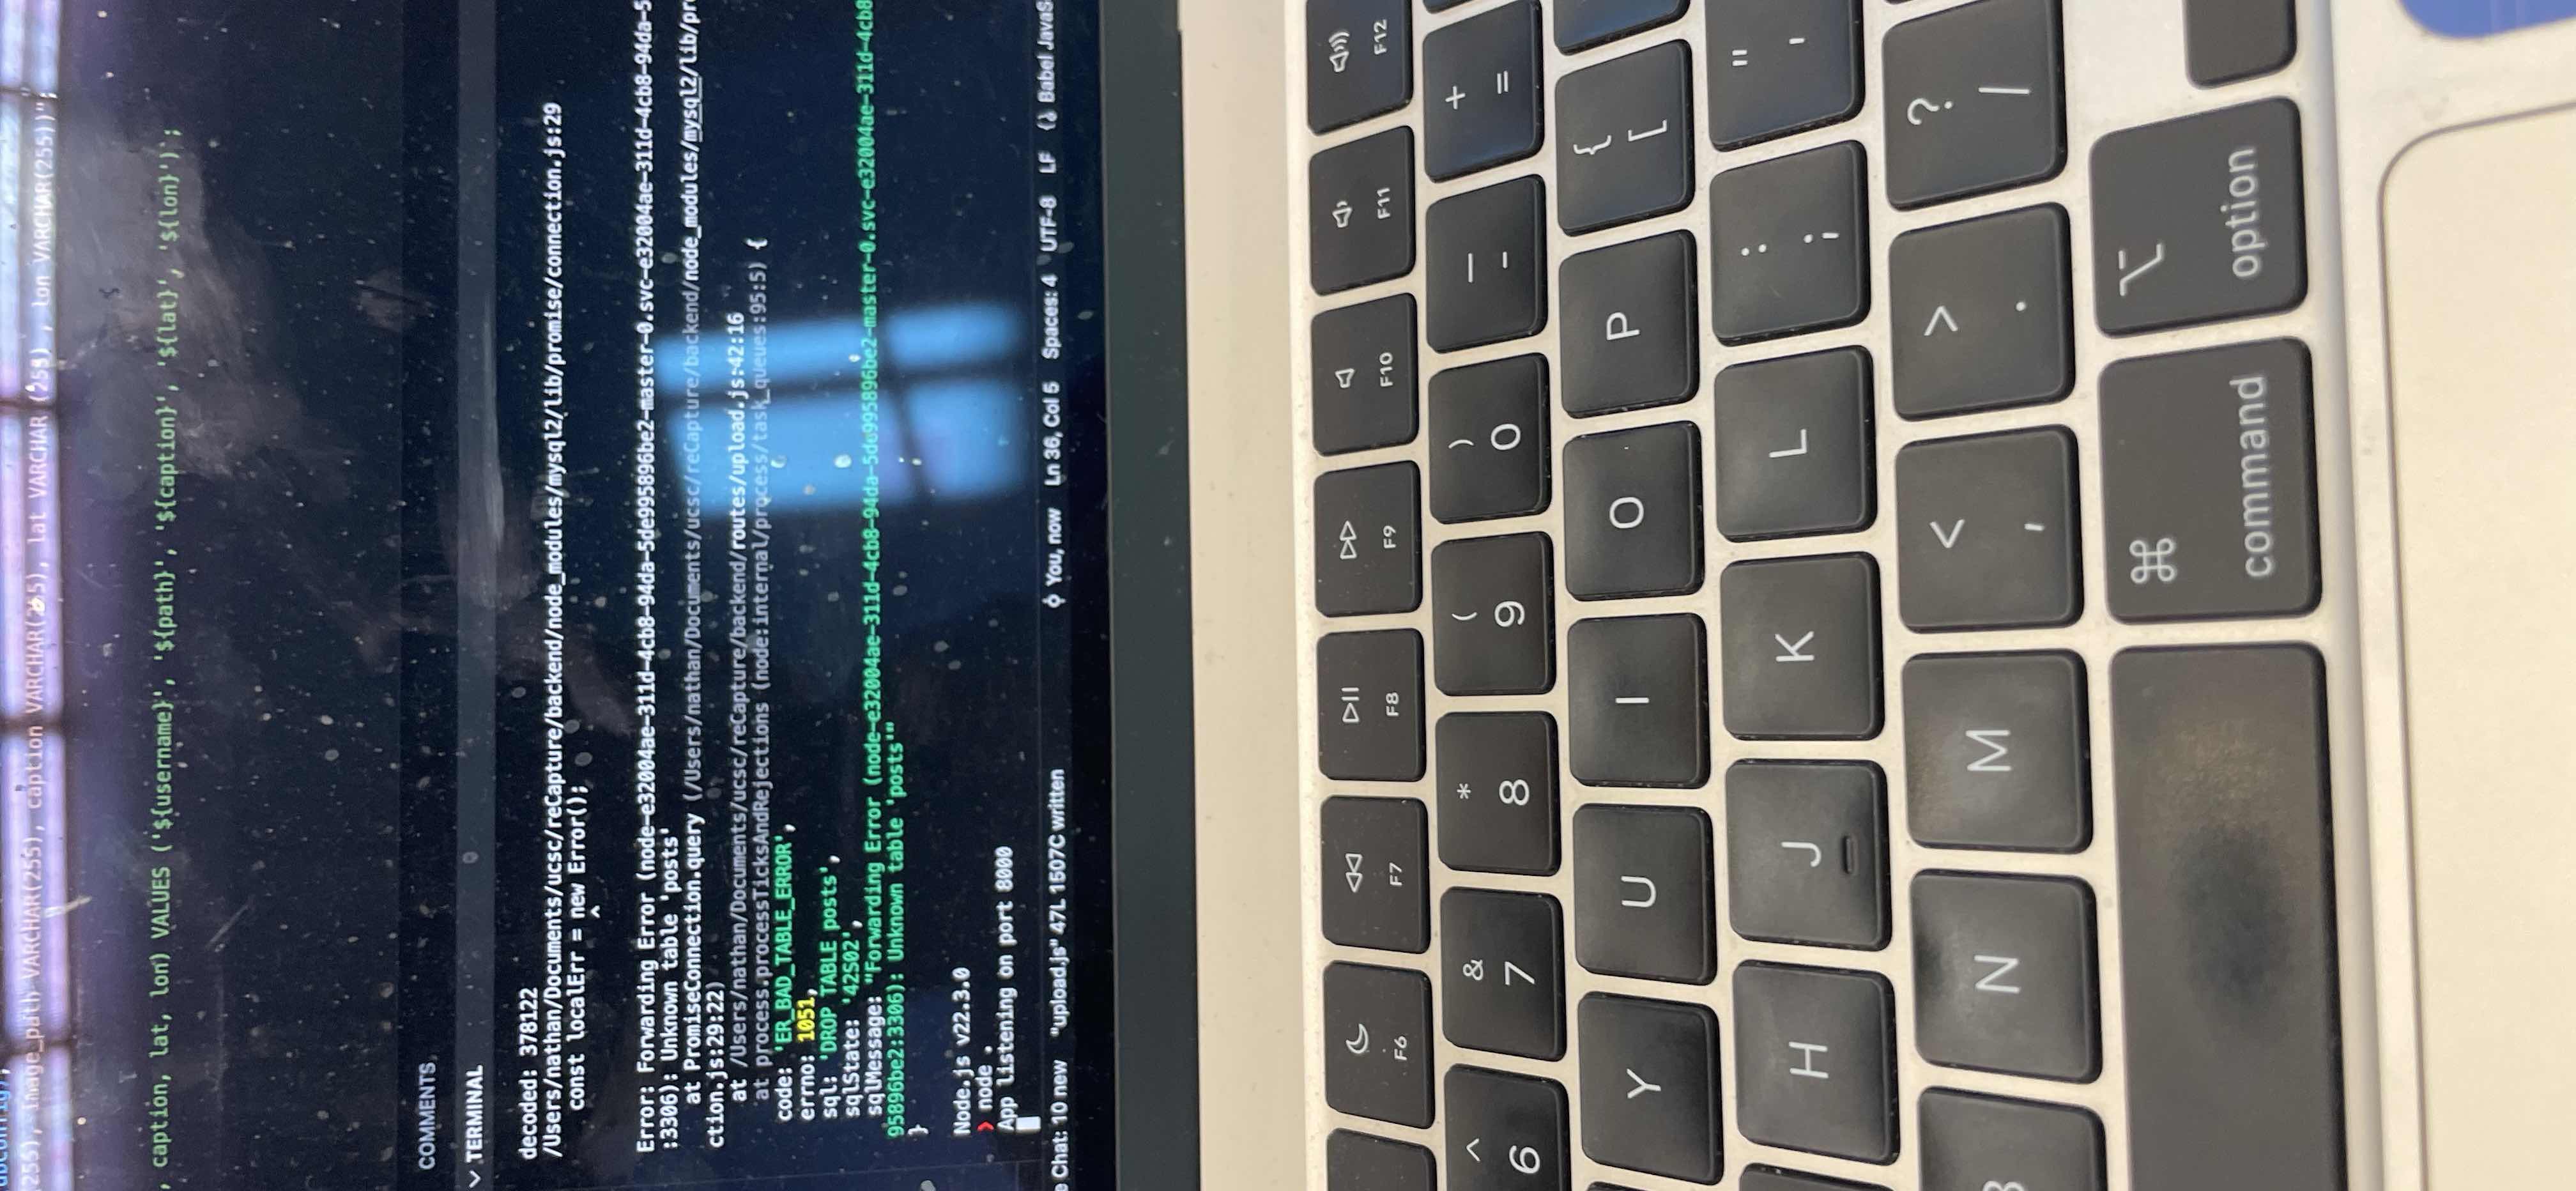 255), image_path VARCHAR(255), caption VARCHAR(255), lat VARCHAR (255) , lon VARCHAR(255))";
, caption, lat, lon) VALUES ('${username}', '${path}', '${caption}', '${lat}', '${lon}')`;
COMMENTS
TERMINAL
decoded: 378122
/Users/nathan/Documents/ucsc/reCapture/backend/node_modules/mysql2/lib/promise/connection.js:29
const localErr = new Error();
^
Error: Forwarding Error (node-e32004ae-311d-4cb8-94da-5de995896be2-master-0.svc-e32004ae-311d-4cb8-94da-5
:3306): Unknown table 'posts'
at PromiseConnection.query (/Users/nathan/Documents/ucsc/reCapture/backend/node_modules/mysql2/lib/pro
ction.js:29:22)
at /Users/nathan/Documents/ucsc/reCapture/backend/routes/upload.js:42:16
at process.processTicksAndRejections (node:internal/process/task_queues:95:5) {
code: 'ER_BAD_TABLE_ERROR',
errno: 1051,
sql: 'DROP TABLE posts',
sqlState: '42S02',
sqlMessage: "Forwarding Error (node-e32004ae-311d-4cb8-94da-5de995896be2-master-0.svc-e32004ae-311d-4cb8
95896be2:3306): Unknown table 'posts'"
}
Node.js v22.3.0
❯ node .
App listening on port 8000
e Chat: 10 new "upload.js" 47L 1507C written You, now Ln 36, Col 5 Spaces: 4 UTF-8 LF Babel JavaS
F6 F7 F8 F9 F10 F11 F12
^ & * ( ) — +
6 7 8 9 0 - =
Y U I O P { [
H J K L : ; " '
N M < , > . ? /
⌘ ⌥
command option